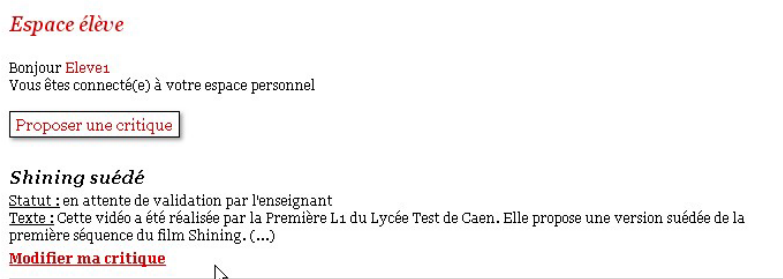 Espace élève
Bonjour Eleve1
Vous êtes connecté(e) à votre espace personnel
Proposer une critique
Shining suédé
Statut : en attente de validation par l'enseignant
Texte : Cette vidéo a été réalisée par la Première L1 du Lycée Test de Caen. Elle propose une version suédée de la
première séquence du film Shining. (...)
Modifier ma critique